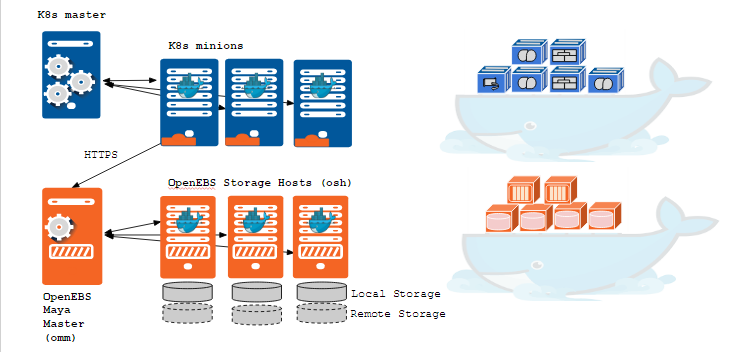 K8s master
K8s minions
HTTPS
OpenEBS Storage Hosts (osh)
Local Storage
Remote Storage
OpenEBS
Maya
Master
(omm)